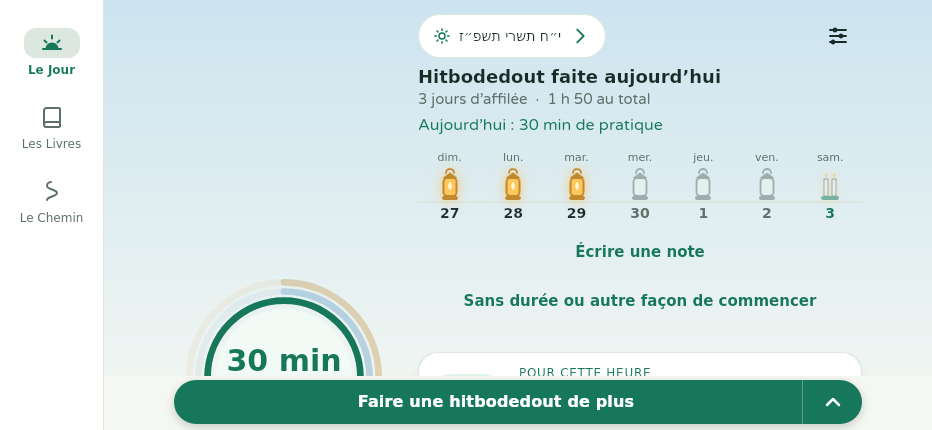 Le Jour
Les Livres
Le Chemin
י״ח תשרי תשפ״ז
Hitbodedout faite aujourd’hui
3 jours d’affilée · 1 h 50 au total
Aujourd’hui : 30 min de pratique
dim. lun. mar. mer. jeu. ven. sam.
27 28 29 30 1 2 3
Écrire une note
Sans durée ou autre façon de commencer
30 min
POUR CETTE HEURE
Faire une hitbodedout de plus